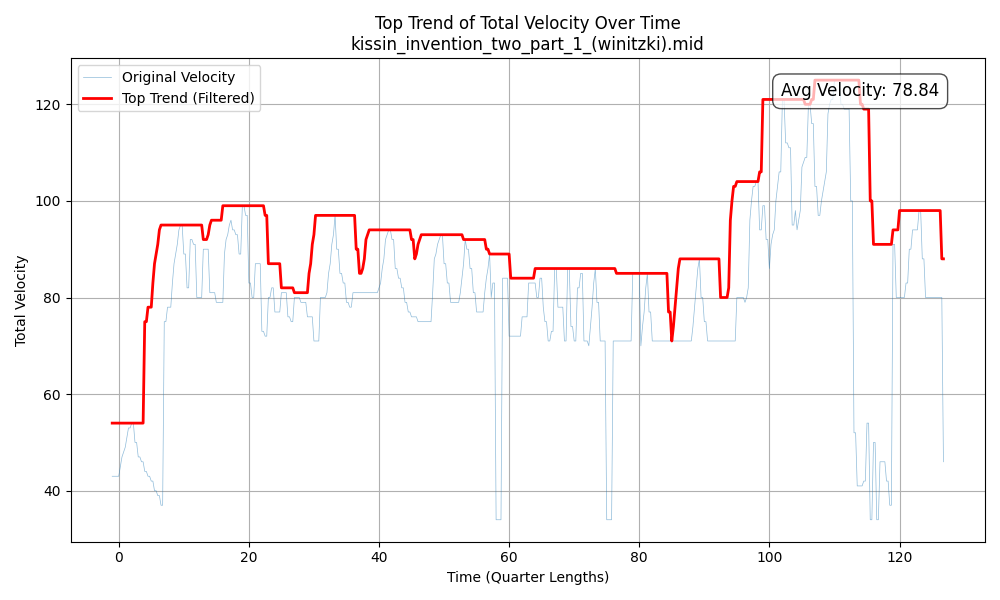 Top Trend of Total Velocity Over Time
kissin_invention_two_part_1_(winitzki).mid
Original Velocity
Top Trend (Filtered)
Avg Velocity: 78.84
Total Velocity
120
100
80
60
40
0 20 40 60 80 100 120
Time (Quarter Lengths)